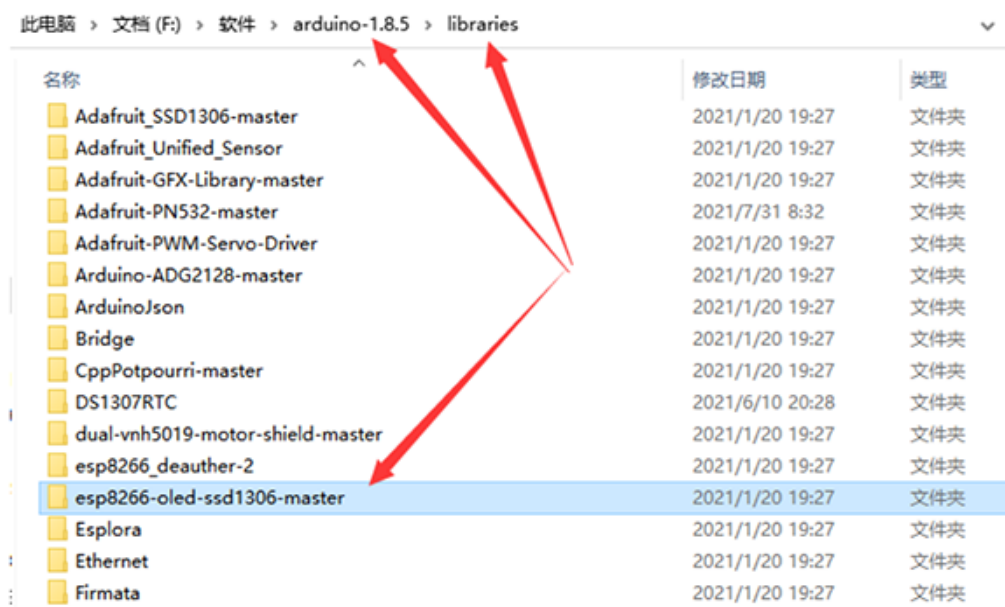 此电脑 > 文档 (F:) > 软件 > arduino-1.8.5 > libraries
名称 修改日期 类型
Adafruit_SSD1306-master 2021/1/20 19:27 文件夹
Adafruit_Unified_Sensor 2021/1/20 19:27 文件夹
Adafruit-GFX-Library-master 2021/1/20 19:27 文件夹
Adafruit-PN532-master 2021/7/31 8:32 文件夹
Adafruit-PWM-Servo-Driver 2021/1/20 19:27 文件夹
Arduino-ADG2128-master 2021/1/20 19:27 文件夹
ArduinoJson 2021/1/20 19:27 文件夹
Bridge 2021/1/20 19:27 文件夹
CppPotpourri-master 2021/1/20 19:27 文件夹
DS1307RTC 2021/6/10 20:28 文件夹
dual-vnh5019-motor-shield-master 2021/1/20 19:27 文件夹
esp8266_deauther-2 2021/1/20 19:27 文件夹
esp8266-oled-ssd1306-master 2021/1/20 19:27 文件夹
Esplora 2021/1/20 19:27 文件夹
Ethernet 2021/1/20 19:27 文件夹
Firmata 2021/1/20 19:27 文件夹